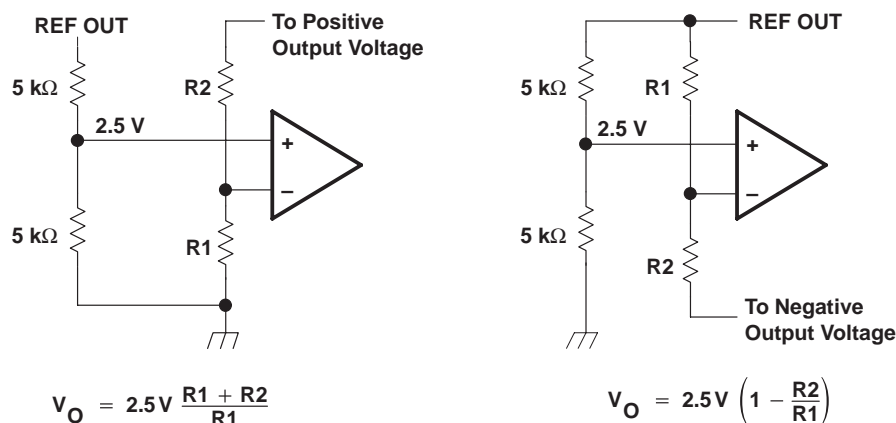 REF OUT
5 kΩ
2.5 V
5 kΩ
R2
To Positive
Output Voltage
+
−
R1
V_O = 2.5 V (R1 + R2)/R1
REF OUT
5 kΩ
R1
2.5 V
+
−
5 kΩ
R2
To Negative
Output Voltage
V_O = 2.5 V (1 − R2/R1)